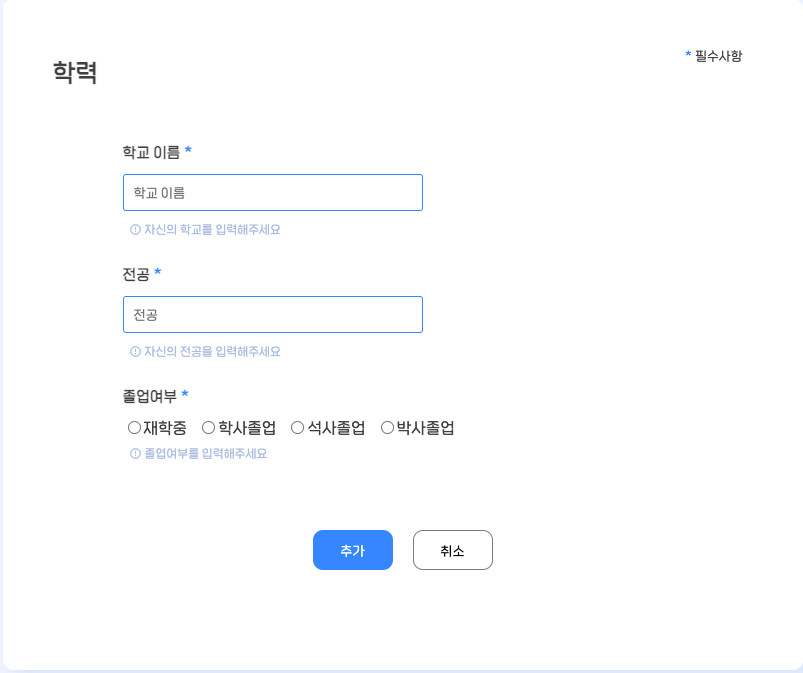 * 필수사항
학력
학교 이름 *
학교 이름
자신의 학교를 입력해주세요
전공 *
전공
자신의 전공을 입력해주세요
졸업여부 *
재학중 학사졸업 석사졸업 박사졸업
졸업여부를 입력해주세요
추가 취소